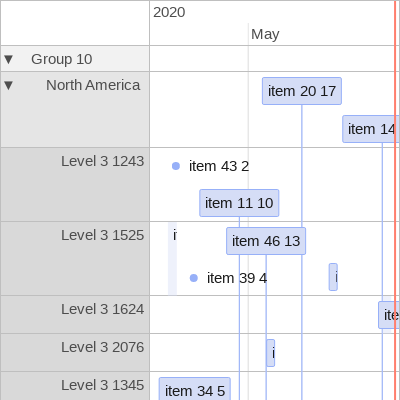 2020
May
▼ Group 10
▼ North America
item 20 17
item 14
Level 3 1243
item 43 2
item 11 10
Level 3 1525
item 46 13
item 39 4
Level 3 1624
Level 3 2076
Level 3 1345
item 34 5